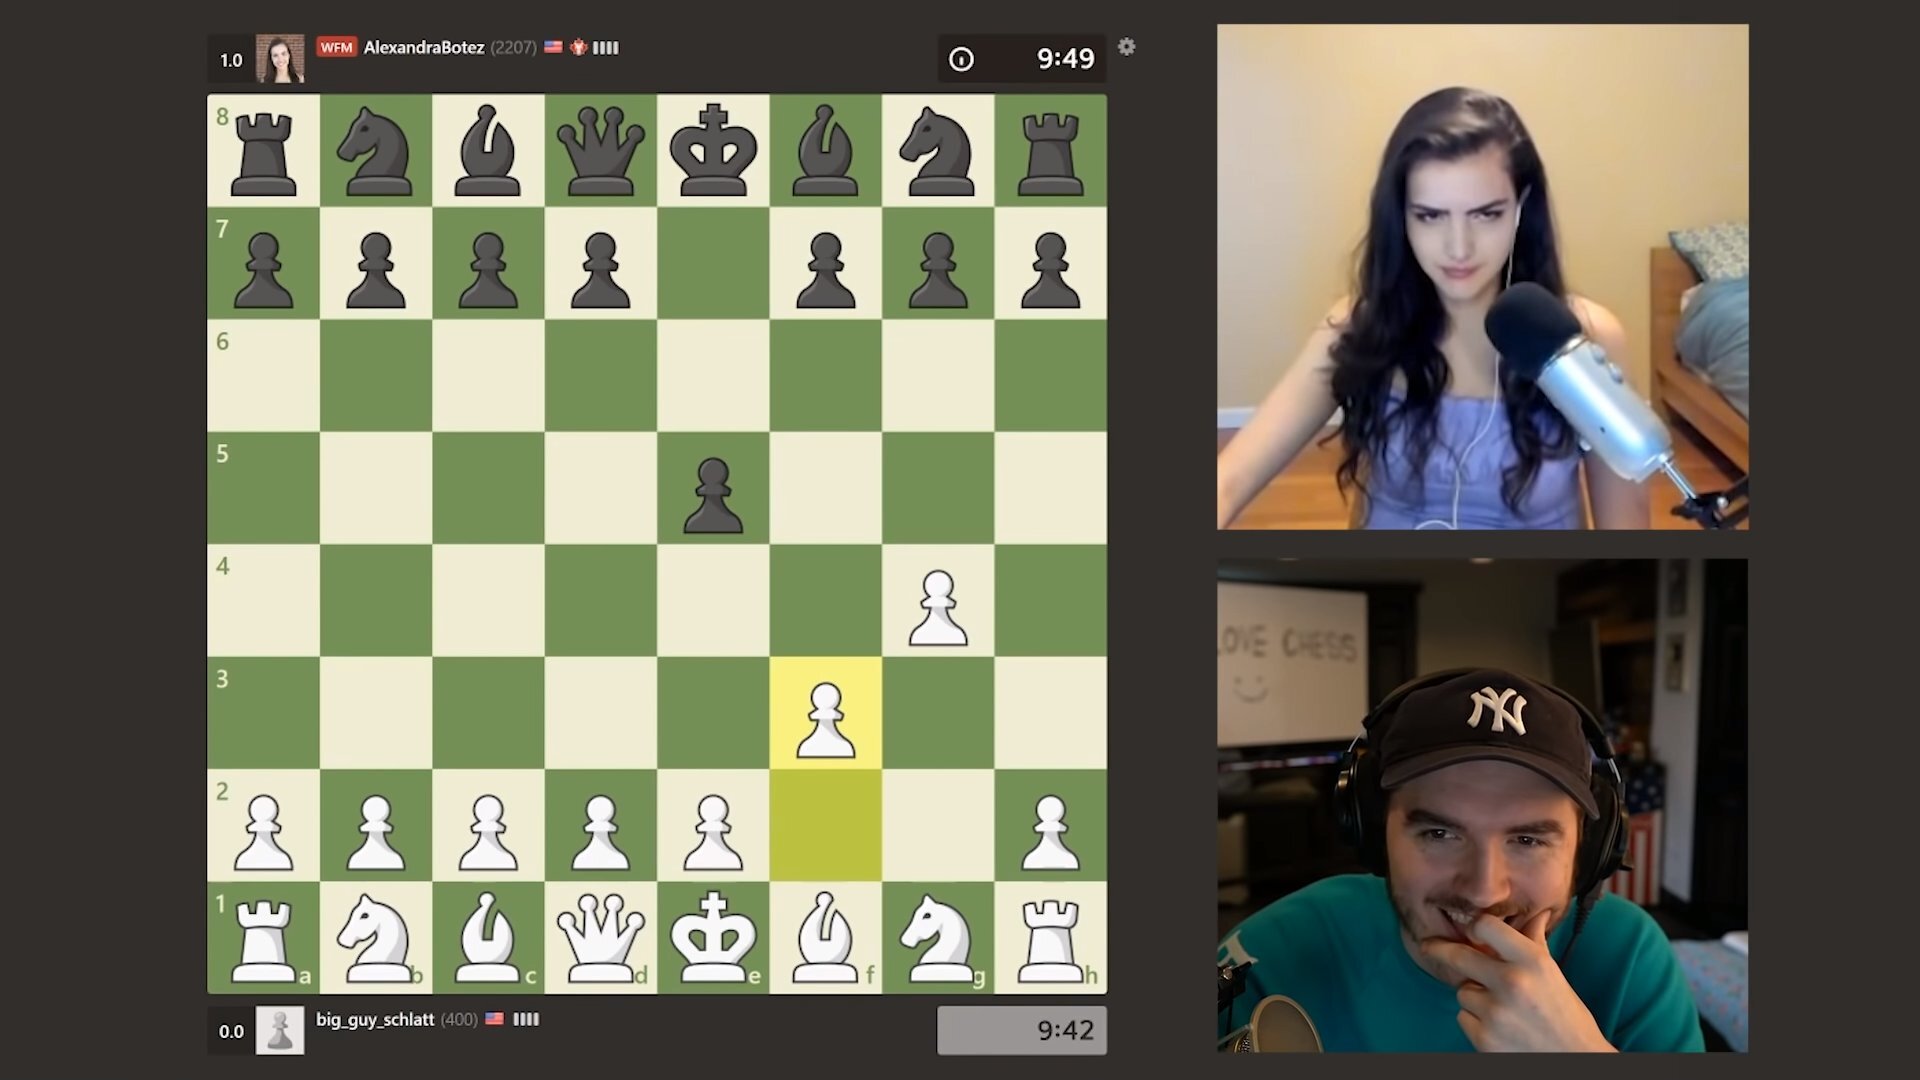 1.0
WFM AlexandraBotez (2207)
9:49
8
7
6
5
4
3
2
1
a b c d e f g h
0.0
big_guy_schlatt (400)
9:42
LOVE CHESS
NY